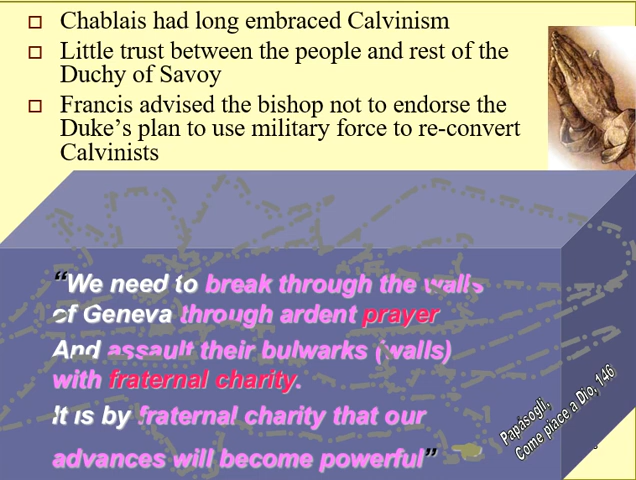 Chablais had long embraced Calvinism
Little trust between the people and rest of the
Duchy of Savoy
Francis advised the bishop not to endorse the
Duke's plan to use military force to re-convert
Calvinists
“We need to break through the walls
of Geneva through ardent prayer
And assault their bulwarks (walls)
with fraternal charity.
It is by fraternal charity that our
advances will become powerful”
Papàsogli,
Come piace a Dio, 146